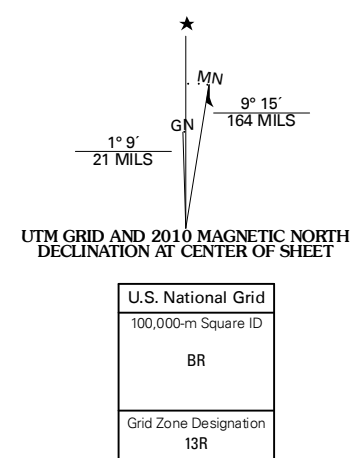 MN
GN
9° 15´
164 MILS
1° 9´
21 MILS
UTM GRID AND 2010 MAGNETIC NORTH
DECLINATION AT CENTER OF SHEET
U.S. National Grid
100,000-m Square ID
BR
Grid Zone Designation
13R